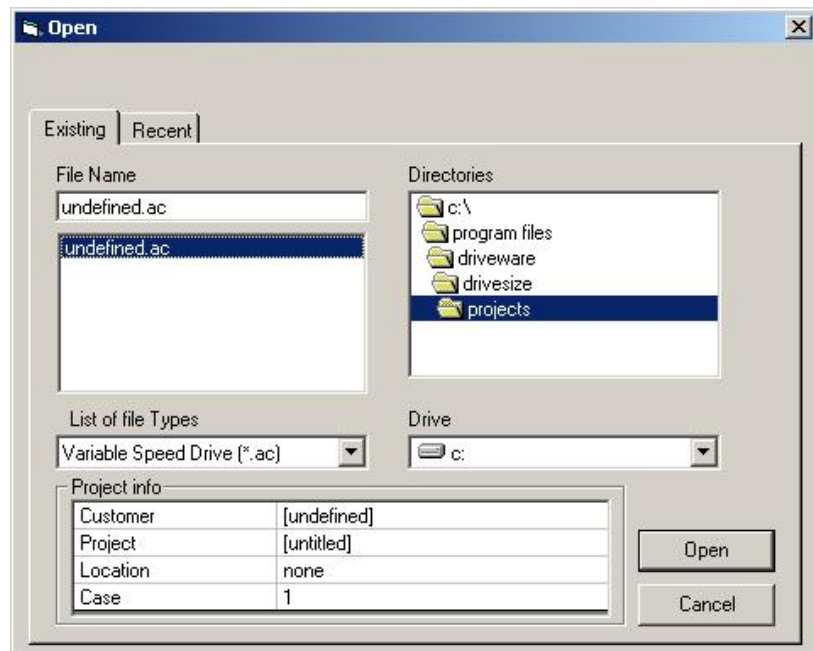 Open
Existing
Recent
File Name
undefined.ac
undefined.ac
Directories
c:\
program files
driveware
drivesize
projects
List of file Types
Variable Speed Drive (*.ac)
Drive
c:
Project info
Customer [undefined]
Project [untitled]
Location none
Case 1
Open
Cancel